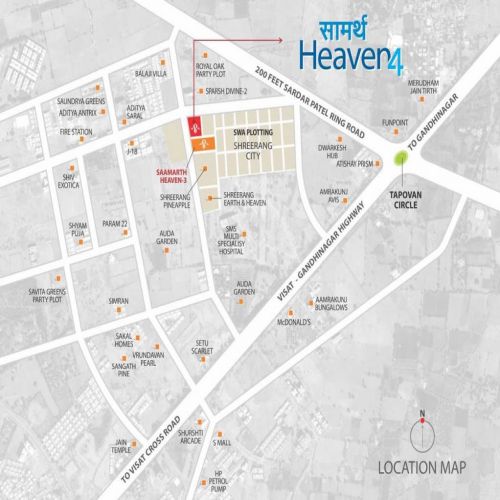 सामर्थ
Heaven4
ROYAL OAK
PARTY PLOT
BALAJI VILLA
200 FEET SARDAR PATEL RING ROAD
MERUDHAM
JAIN TIRTH
TO GANDHINAGAR
SAUNDRYA GREENS
ADITYA ANTRIX
SPARSH DIVINE-2
ADITYA
SARAL
FUNPOINT
FIRE STATION
SWA PLOTTING
SHREERANG
CITY
J-18
DWARKESH
HUB
ATISHAY PRISM
SAAMARTH
HEAVEN-3
SHIV
EXOTICA
TAPOVAN
CIRCLE
SHREERANG
PINEAPPLE
SHREERANG
EARTH & HEAVEN
AMRAKUNJ
AVIS
SHYAM
PUJA
PARAM 22
AUDA
GARDEN
SMS
MULTI
SPECIALISY
HOSPITAL
VISAT - GANDHINAGAR HIGHWAY
SAVITA GREENS
PARTY PLOT
SIMRAN
AUDA
GARDEN
AAMRAKUNJ
BUNGALOWS
McDONALD'S
SAKAL
HOMES
VRUNDAVAN
PEARL
SANGATH
PINE
SETU
SCARLET
TO VISAT CROSS ROAD
JAIN
TEMPLE
SHURSHTI
ARCADE
S MALL
HP
PETROL
PUMP
N
LOCATION MAP